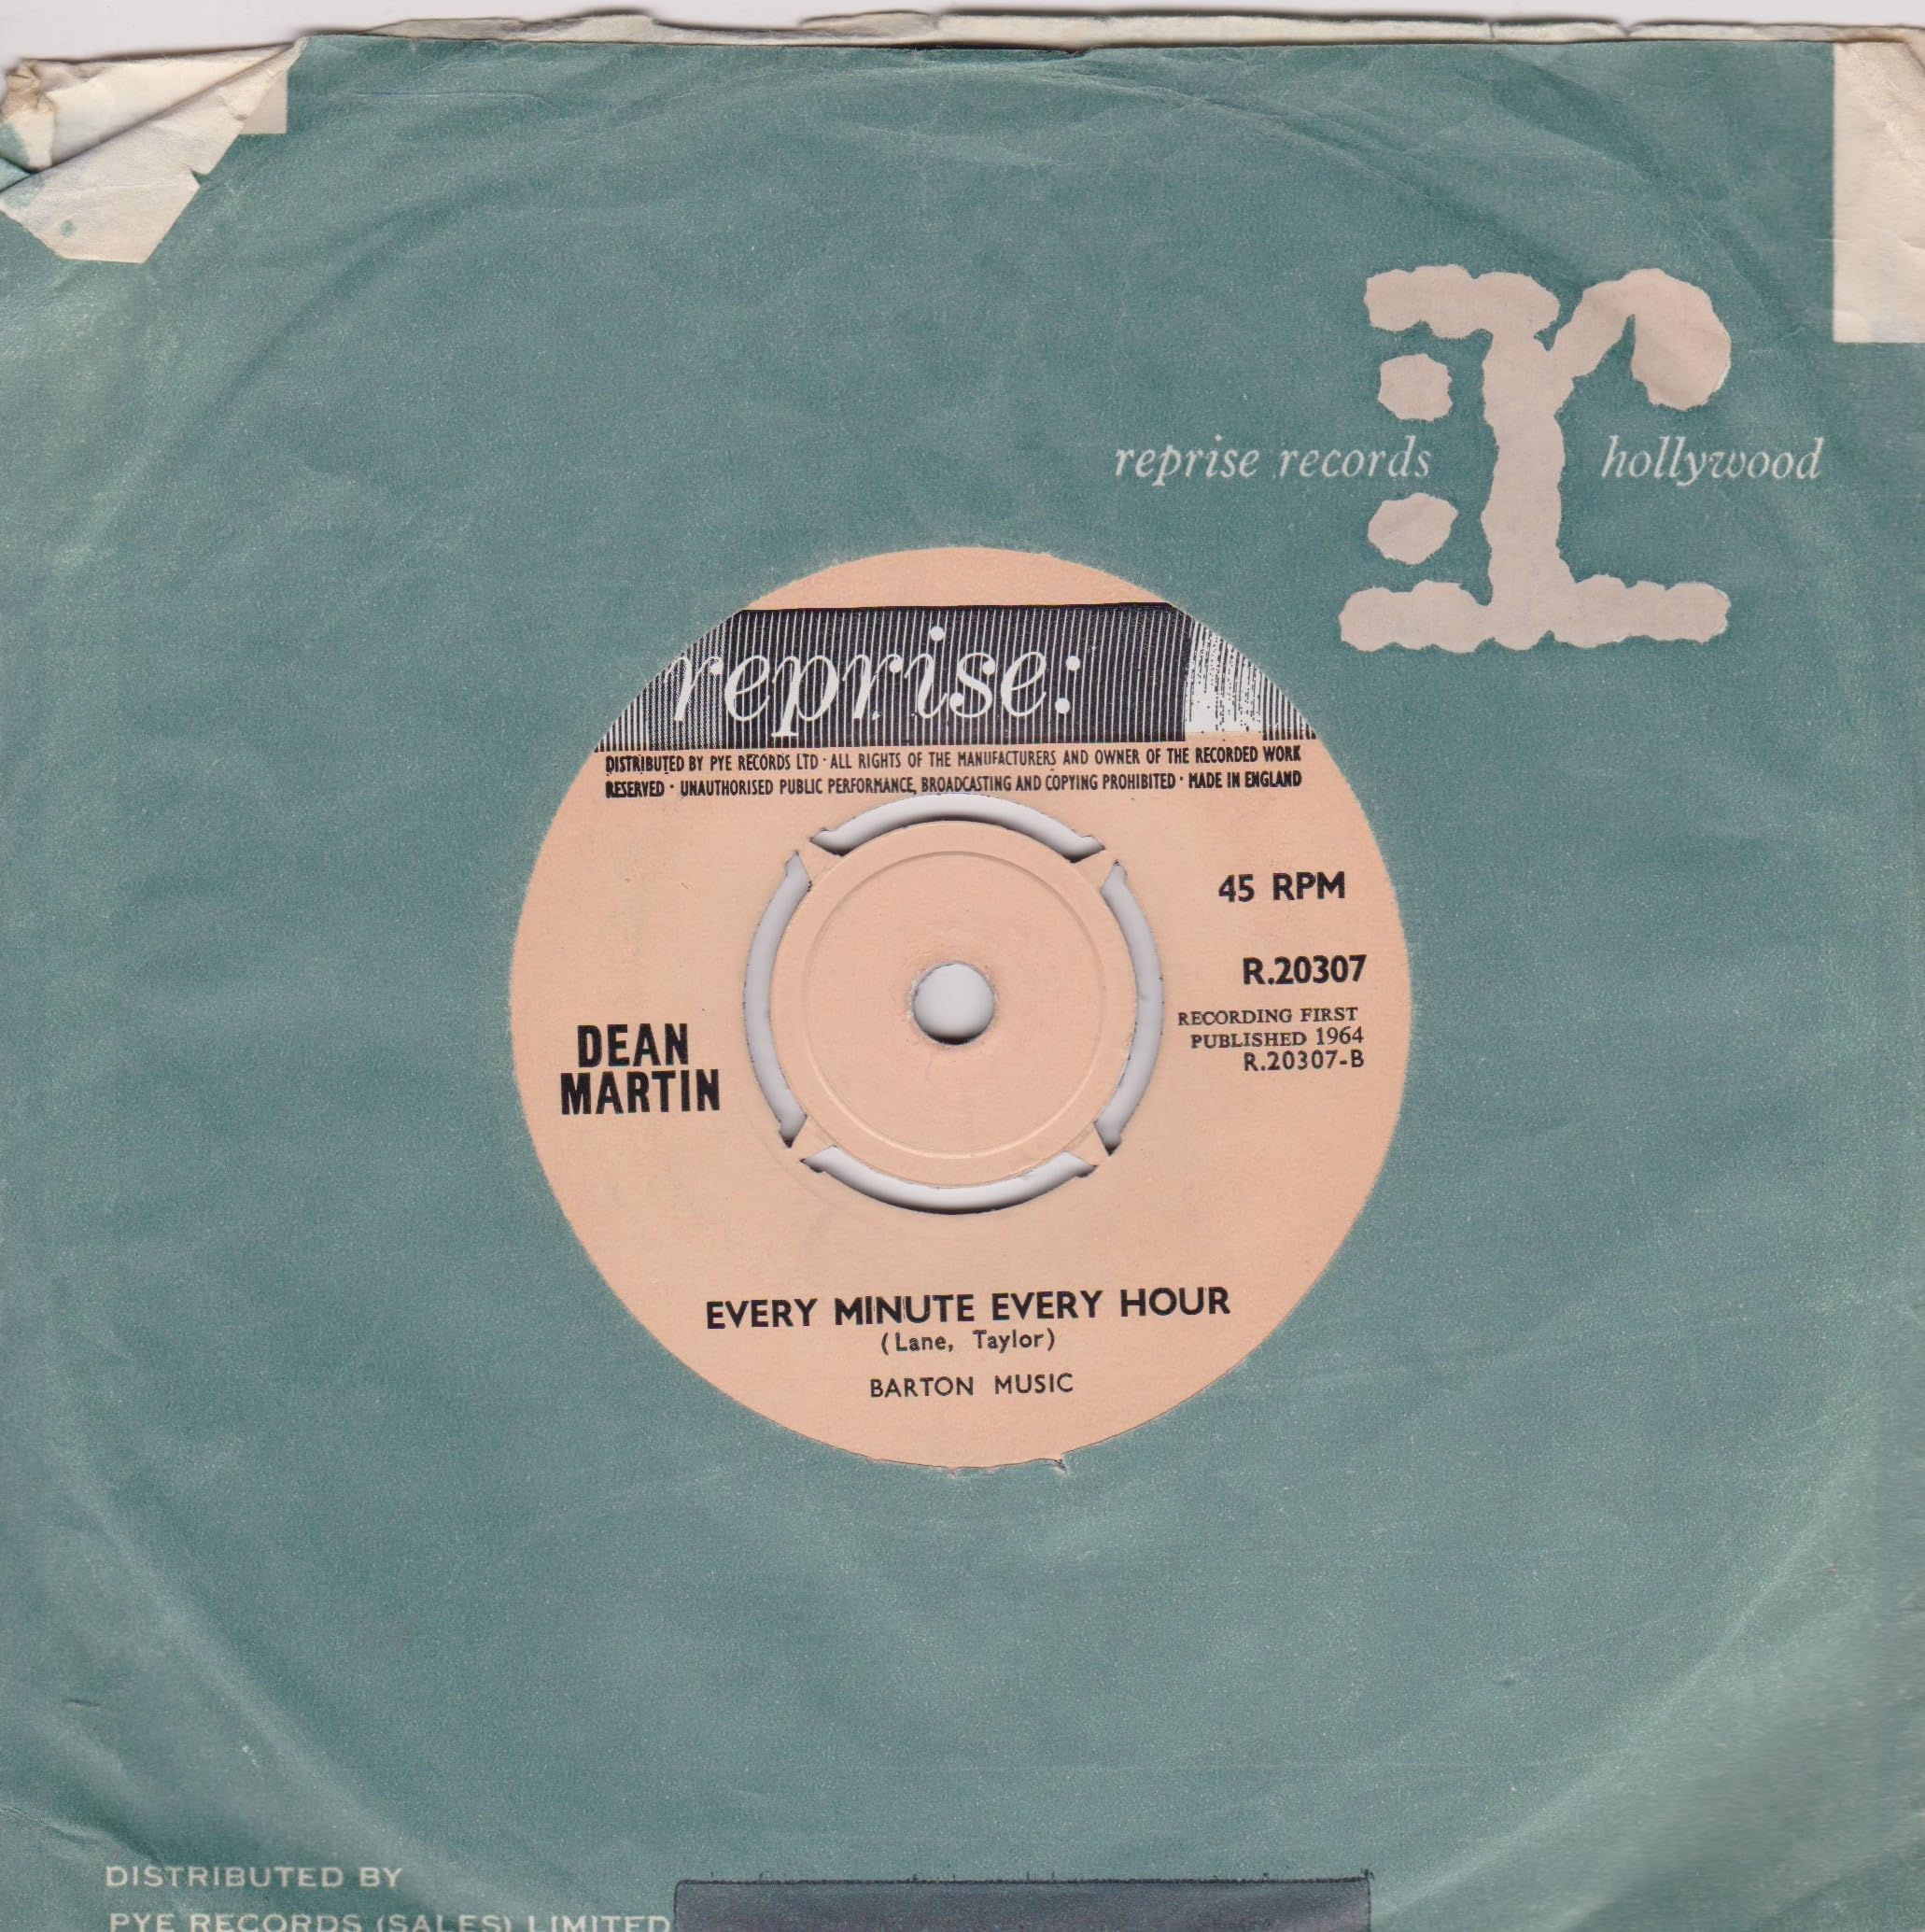 reprise records hollywood
reprise:
DISTRIBUTED BY PYE RECORDS LTD · ALL RIGHTS OF THE MANUFACTURERS AND OWNER OF THE RECORDED WORK
RESERVED · UNAUTHORISED PUBLIC PERFORMANCE, BROADCASTING AND COPYING PROHIBITED · MADE IN ENGLAND
45 RPM
R.20307
RECORDING FIRST
PUBLISHED 1964
R.20307-B
DEAN
MARTIN
EVERY MINUTE EVERY HOUR
(Lane, Taylor)
BARTON MUSIC
DISTRIBUTED BY
PYE RECORDS (SALES) LIMITED